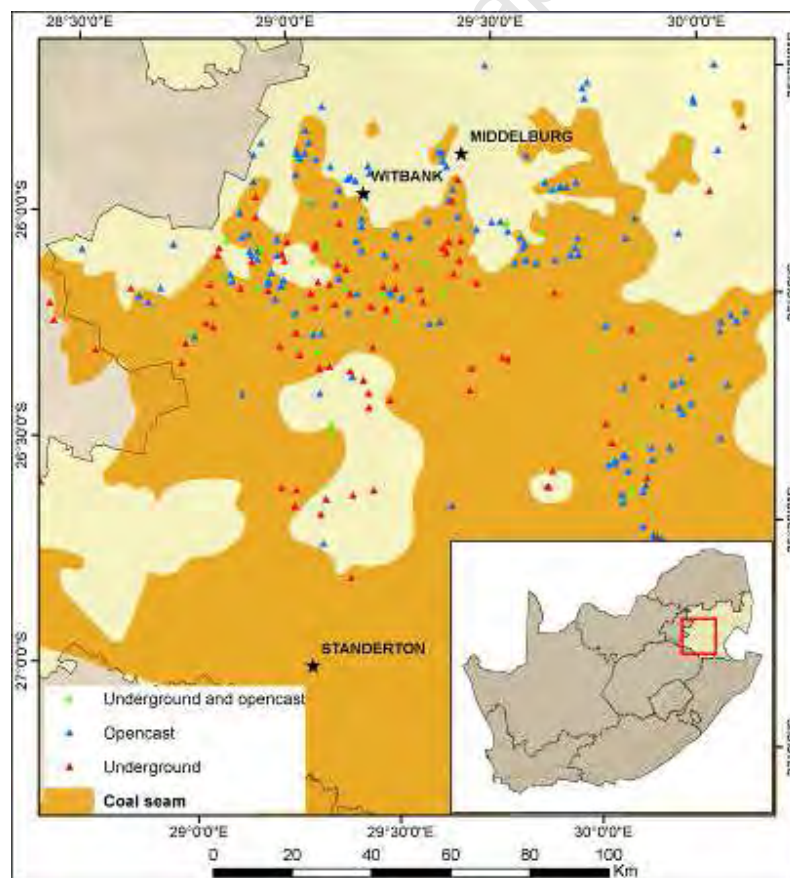 28°30'0"E 29°0'0"E 29°30'0"E 30°0'0"E
MIDDELBURG
WITBANK
26°0'0"S
26°30'0"S
STANDERTON
27°0'0"S
Underground and opencast
Opencast
Underground
Coal seam
29°0'0"E 29°30'0"E 30°0'0"E
0 20 40 60 80 100
Km